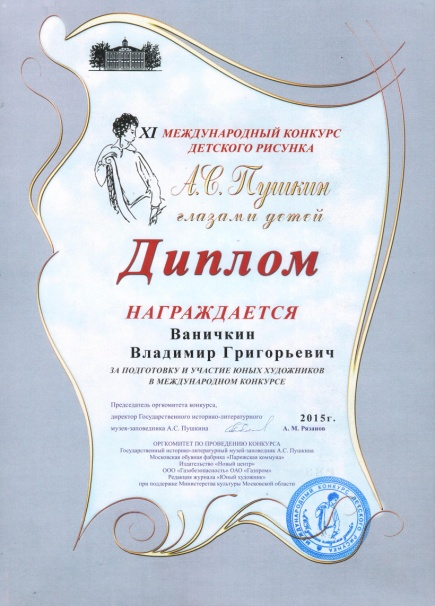 XI МЕЖДУНАРОДНЫЙ КОНКУРС
ДЕТСКОГО РИСУНКА
А.С. Пушкин
глазами детей
Диплом
НАГРАЖДАЕТСЯ
Ваничкин
Владимир Григорьевич
ЗА ПОДГОТОВКУ И УЧАСТИЕ ЮНЫХ ХУДОЖНИКОВ
В МЕЖДУНАРОДНОМ КОНКУРСЕ
Председатель оргкомитета конкурса,
директор Государственного историко-литературного
музея-заповедника А.С. Пушкина
2015г.
А. М. Рязанов
ОРГКОМИТЕТ ПО ПРОВЕДЕНИЮ КОНКУРСА
Государственный историко-литературный музей-заповедник А.С. Пушкина
Московская обувная фабрика «Парижская коммуна»
Издательство «Новый центр»
ООО «Газобезопасность» ОАО «Газпром»
Редакция журнала «Юный художник»
при поддержке Министерства культуры Московской области
МЕЖДУНАРОДНЫЙ КОНКУРС ДЕТСКОГО РИСУНКА